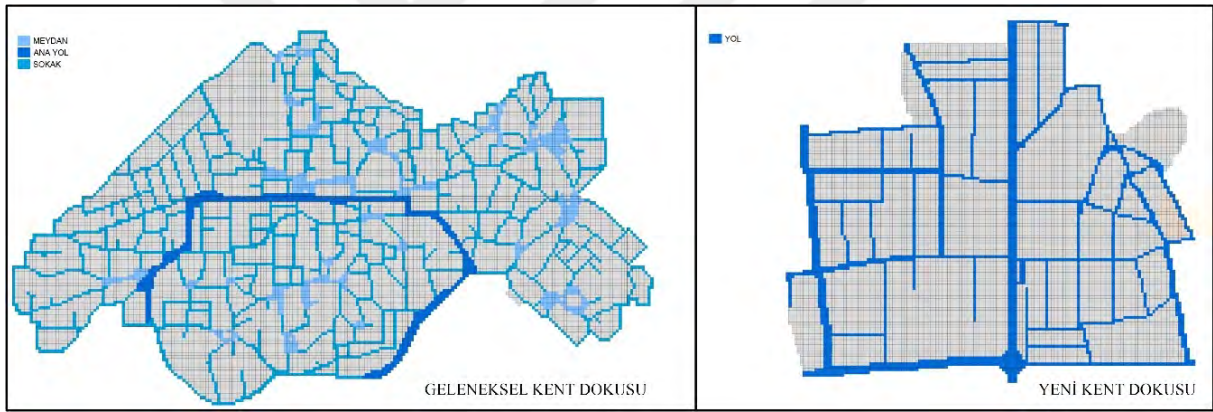 MEYDAN
ANA YOL
SOKAK
GELENEKSEL KENT DOKUSU
YOL
YENİ KENT DOKUSU